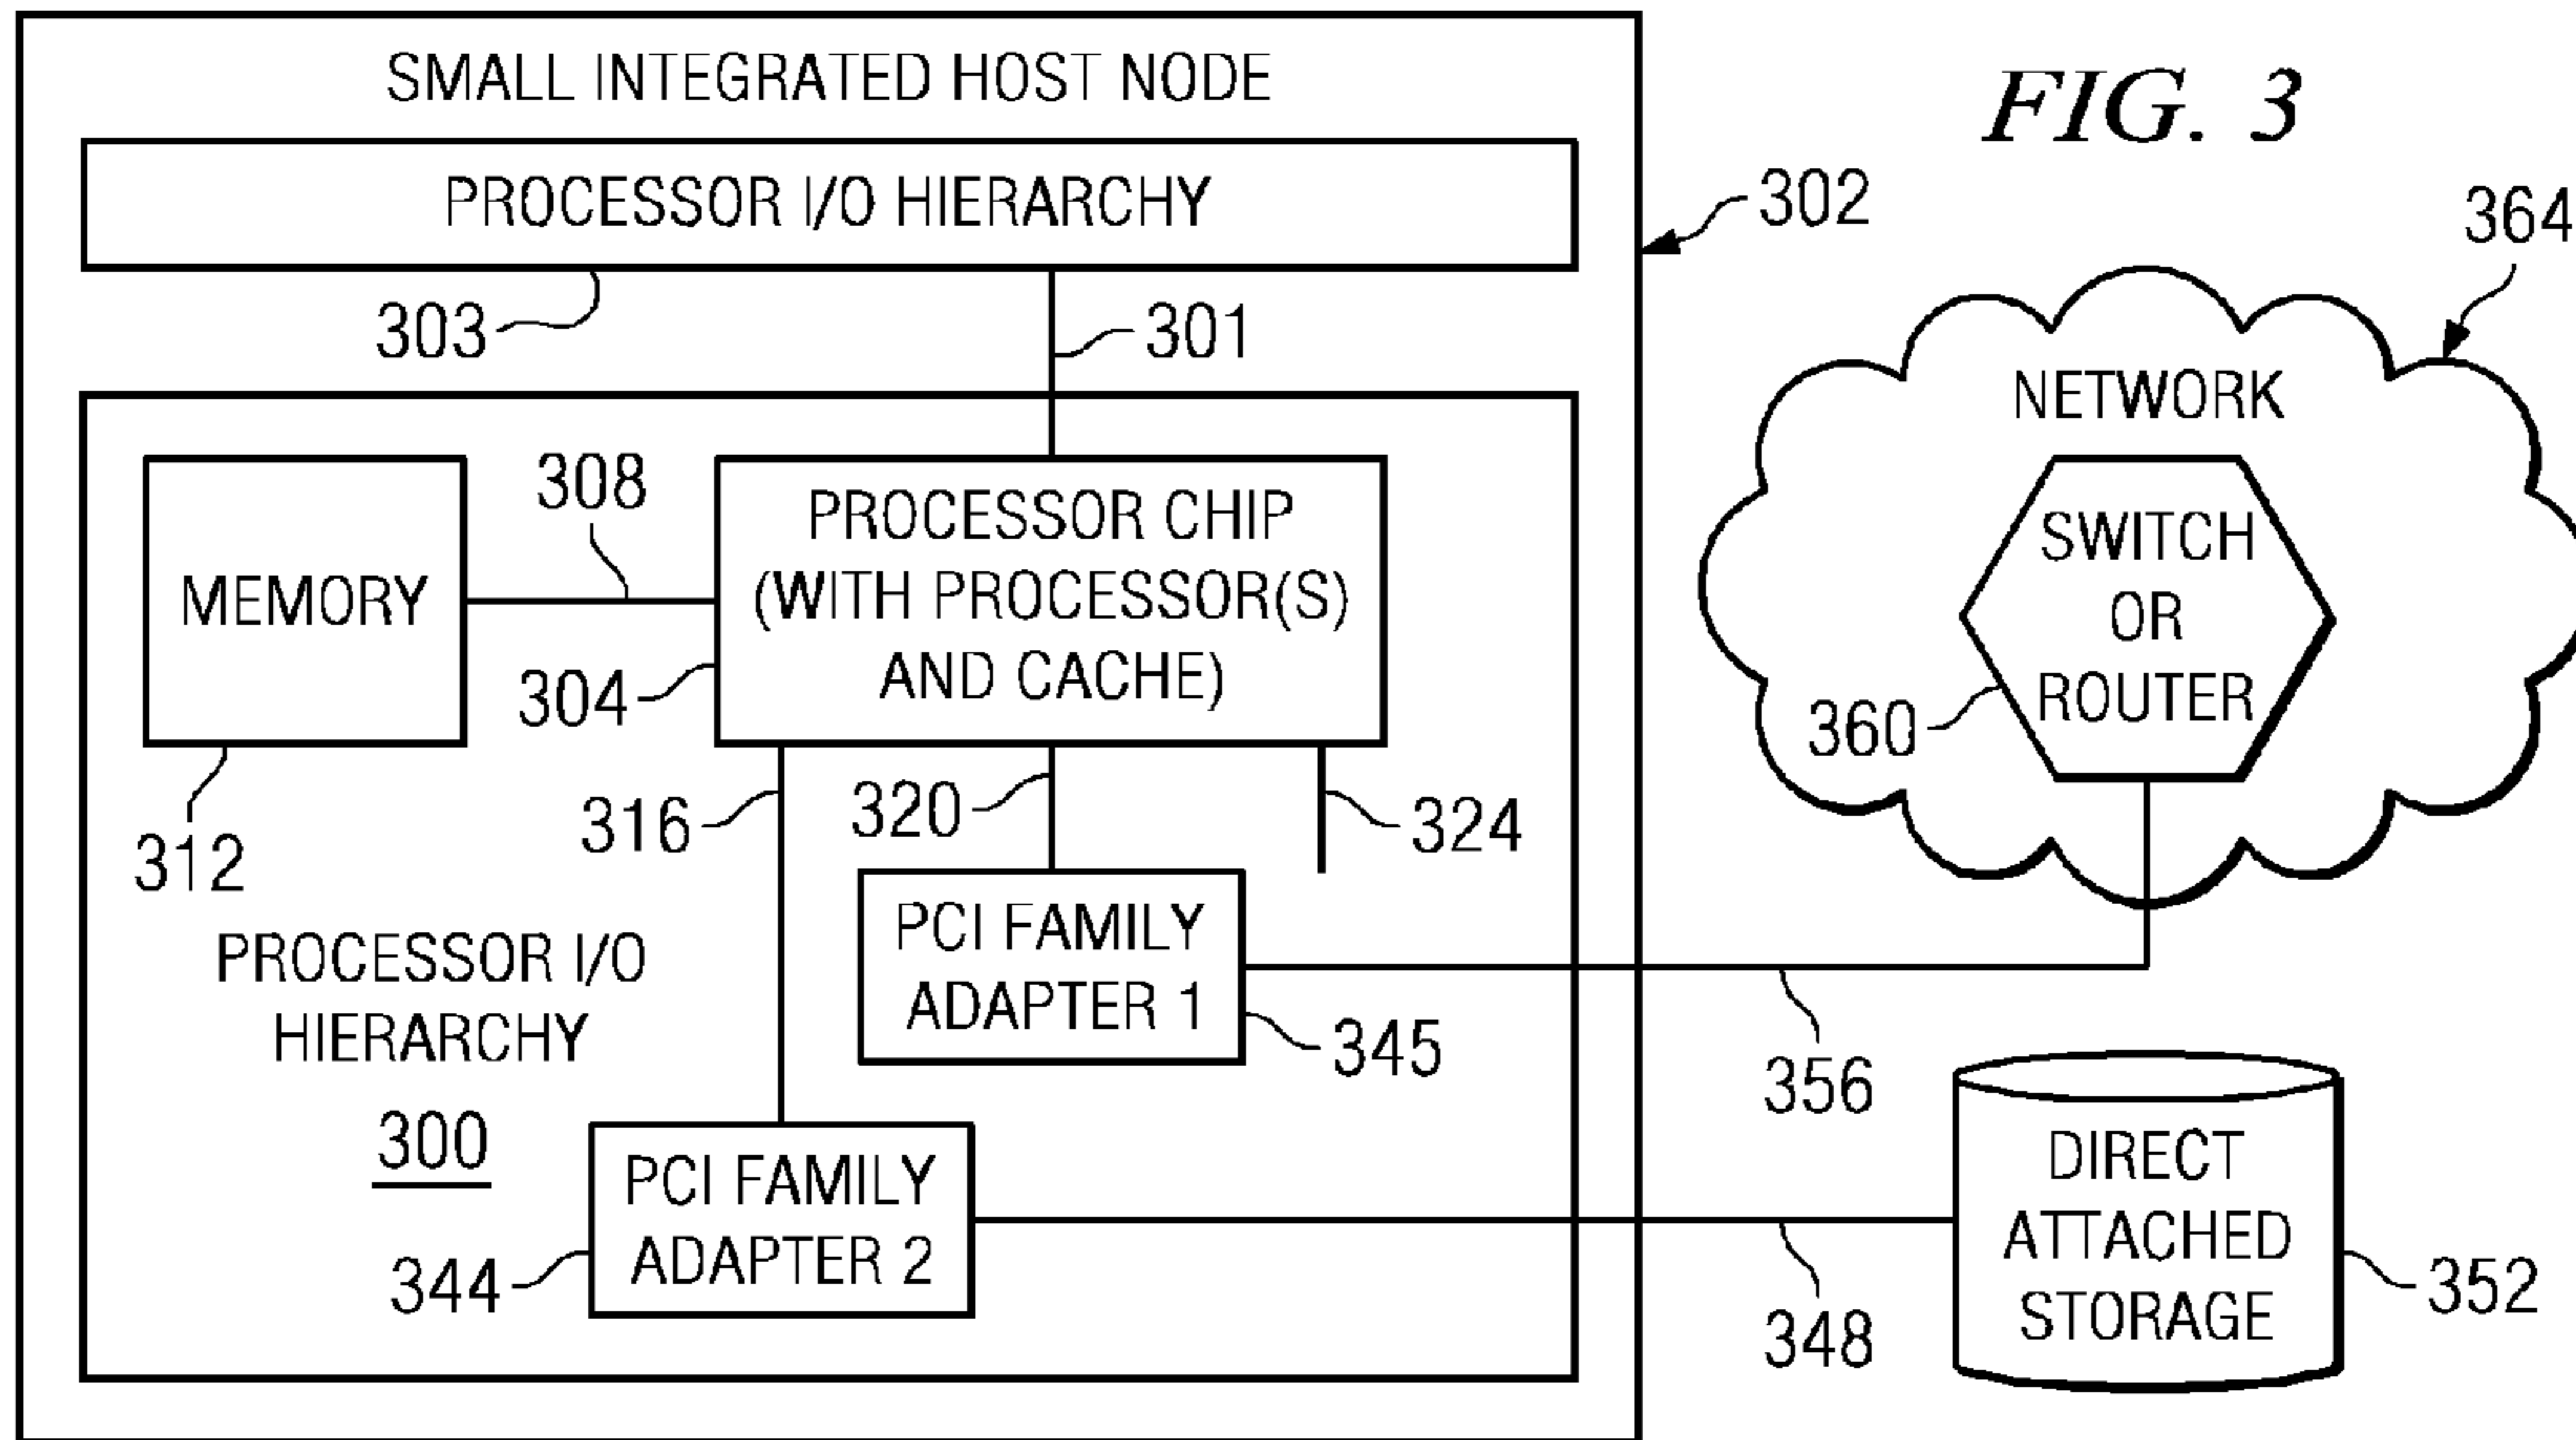 SMALL INTEGRATED HOST NODE
FIG. 3
PROCESSOR I/O HIERARCHY
302
364
303
301
NETWORK
308
MEMORY
PROCESSOR CHIP
(WITH PROCESSOR(S)
AND CACHE)
304
SWITCH
OR
ROUTER
360
312
316
320
324
PCI FAMILY
ADAPTER 1
345
PROCESSOR I/O
HIERARCHY
300
356
PCI FAMILY
ADAPTER 2
344
348
DIRECT
ATTACHED
STORAGE
352